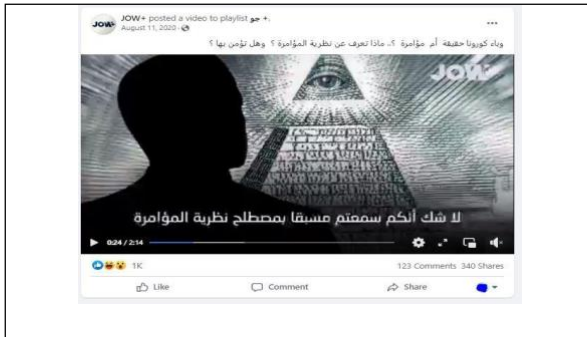 JOW+ posted a video to playlist جو +.
August 11, 2020
وباء كورونا حقيقة أم مؤامرة ؟.. ماذا تعرف عن نظرية المؤامرة ؟ وهل تؤمن بها ؟
JOW+
لا شك أنكم سمعتم مسبقا بمصطلح نظرية المؤامرة
0:24 / 2:14
1K 123 Comments 340 Shares
Like Comment Share